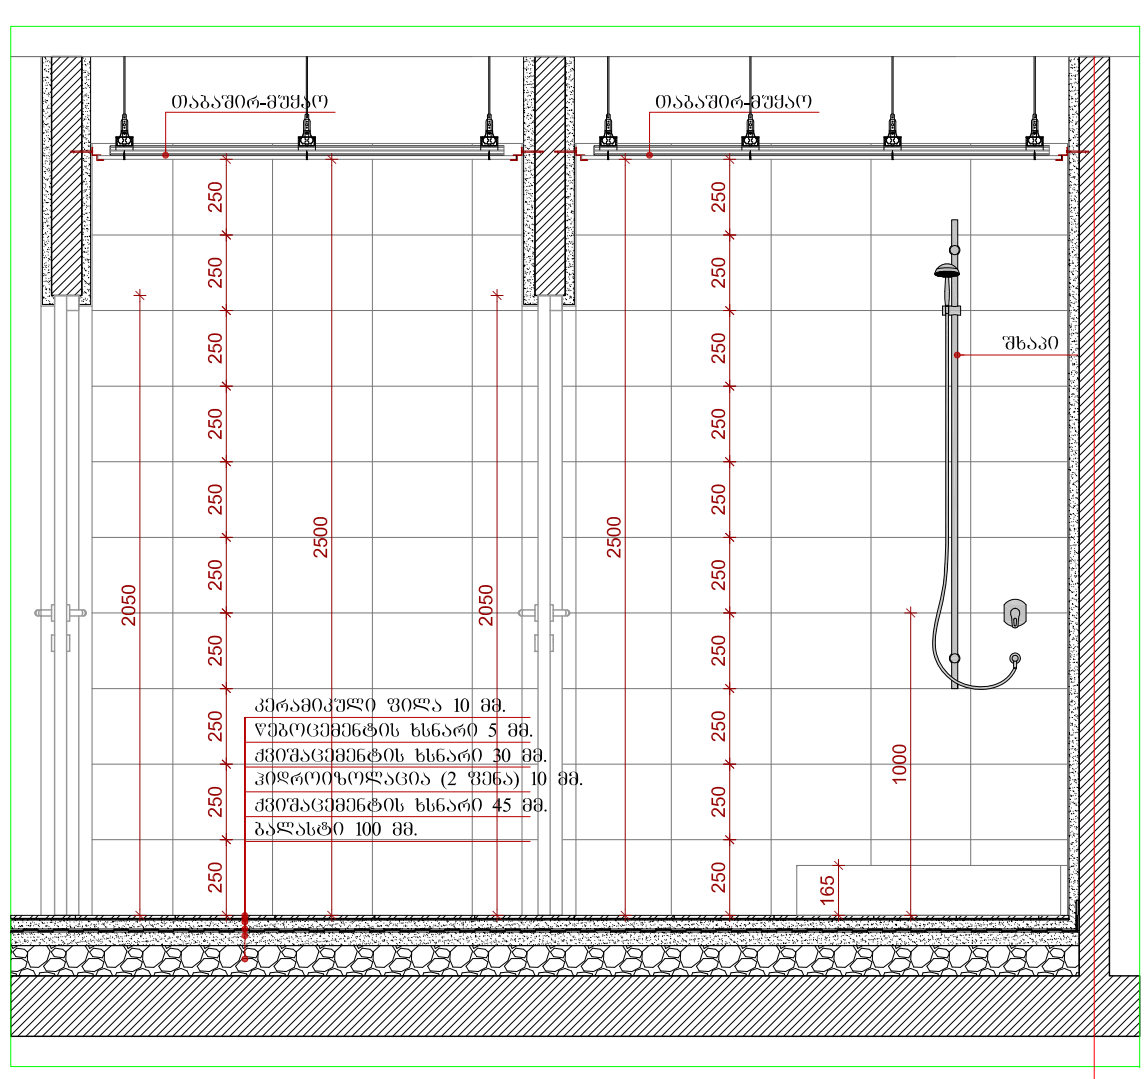 თაბაშირ-მუყაო თაბაშირ-მუყაო
250 250
250 250
250 250
შხაპი
250 250
250 250
2500 2500
250 250
2050 2050
250 250
250 250
კერამიკული ფილა 10 მმ.
წებოცემენტის ხსნარი 5 მმ.
ქვიშაცემენტის ხსნარი 30 მმ.
1000
ჰიდროიზოლაცია (2 ფენა) 10 მმ.
250 250
ქვიშაცემენტის ხსნარი 45 მმ.
ბალასტი 100 მმ.
250 250
165